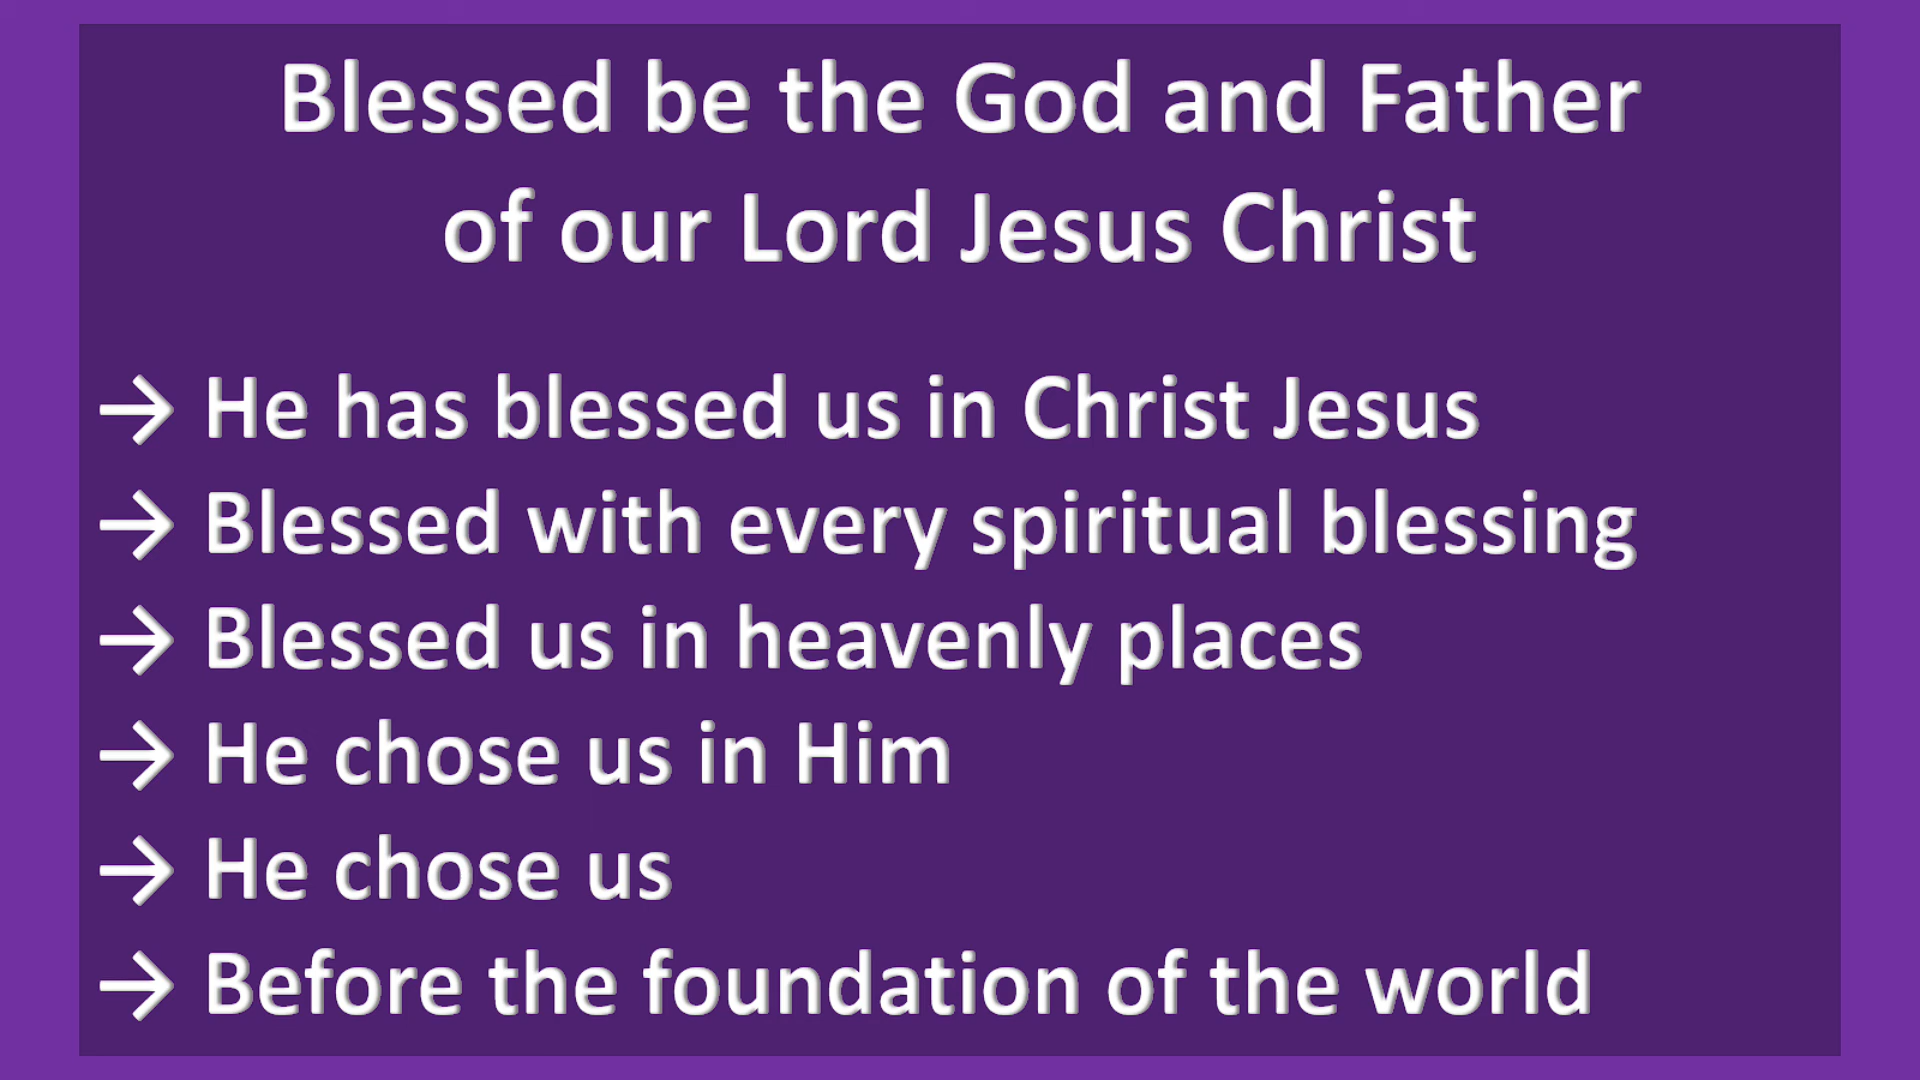 Blessed be the God and Father
of our Lord Jesus Christ
→ He has blessed us in Christ Jesus
→ Blessed with every spiritual blessing
→ Blessed us in heavenly places
→ He chose us in Him
→ He chose us
→ Before the foundation of the world